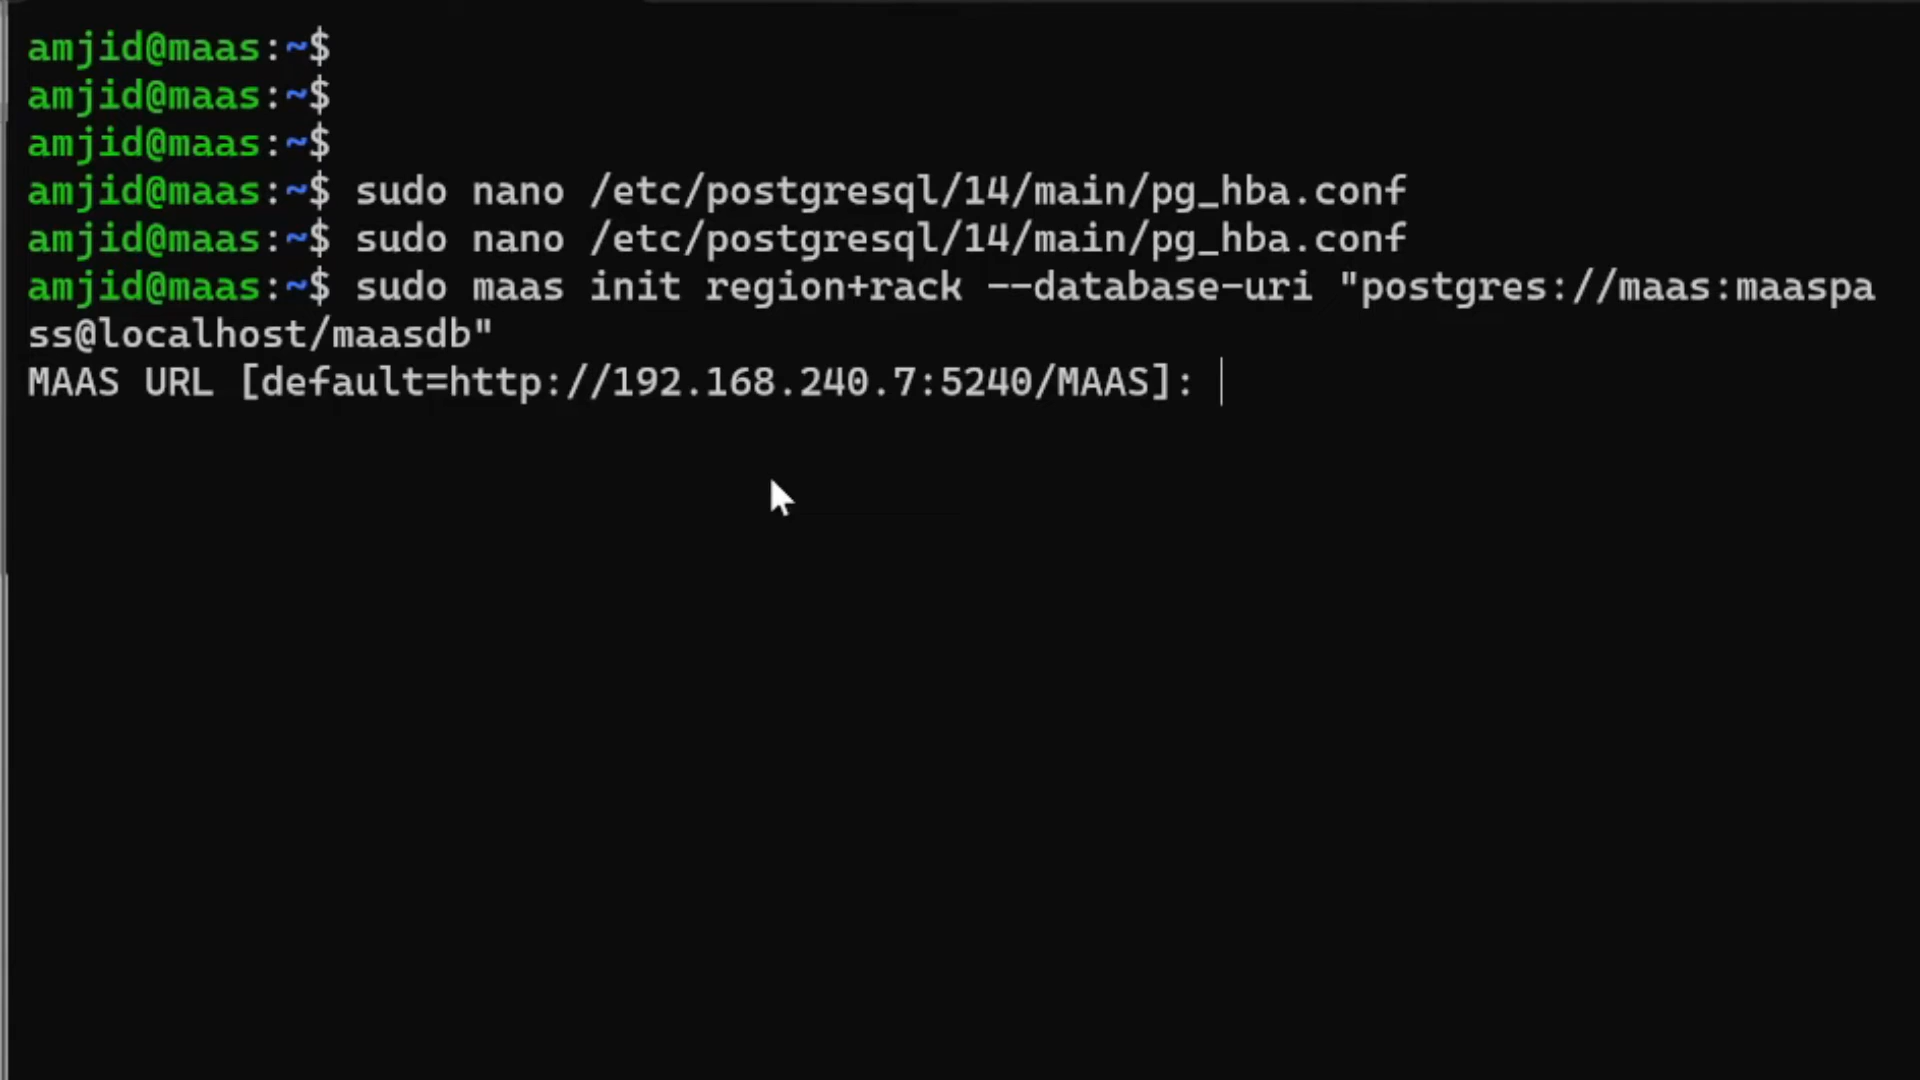 amjid@maas:~$
amjid@maas:~$
amjid@maas:~$
amjid@maas:~$ sudo nano /etc/postgresql/14/main/pg_hba.conf
amjid@maas:~$ sudo nano /etc/postgresql/14/main/pg_hba.conf
amjid@maas:~$ sudo maas init region+rack --database-uri "postgres://maas:maaspa
ss@localhost/maasdb"
MAAS URL [default=http://192.168.240.7:5240/MAAS]: